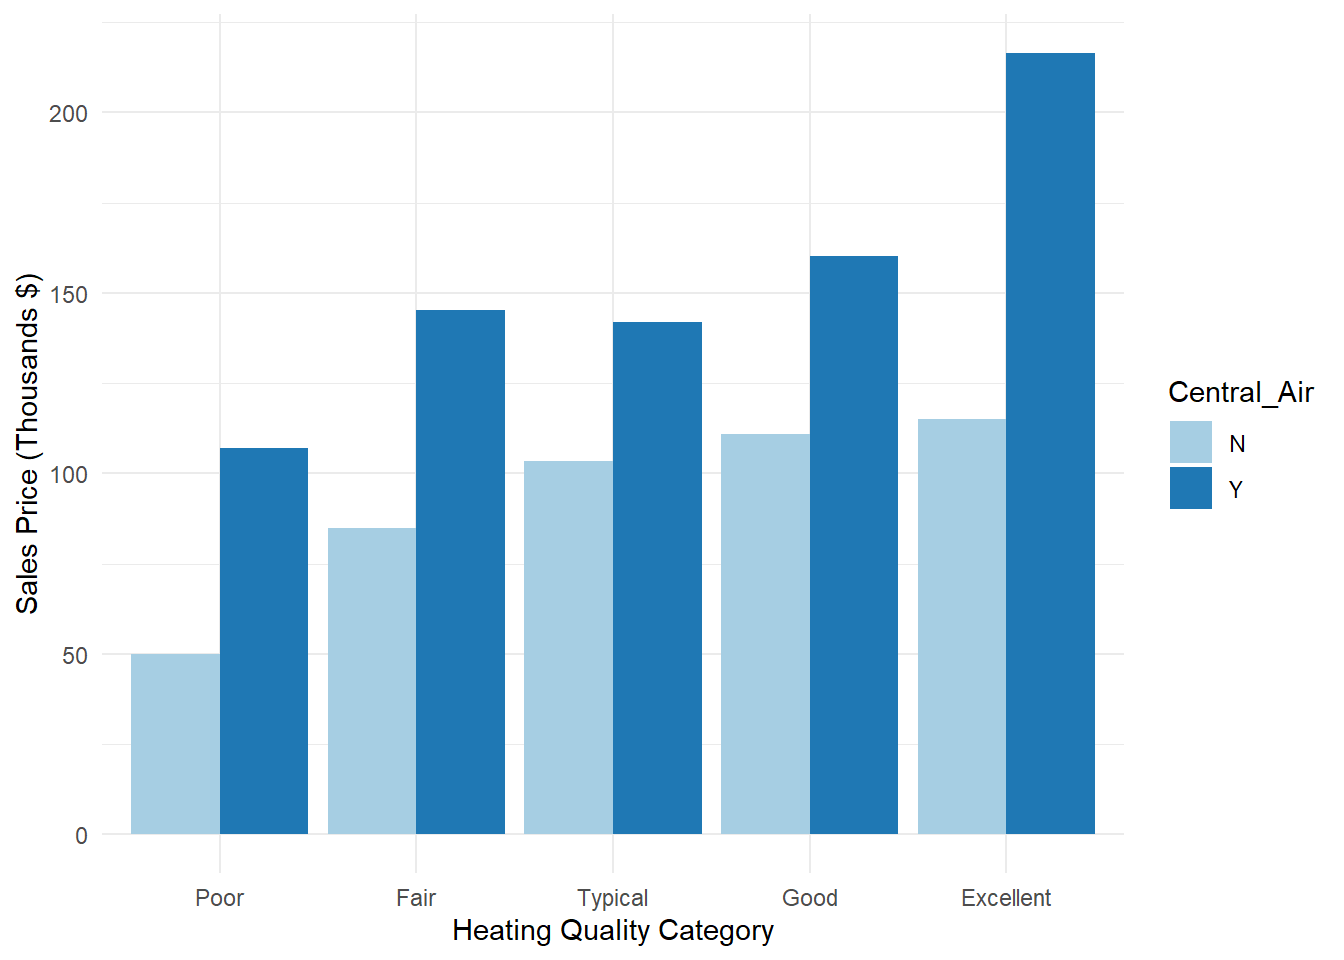 Sales Price (Thousands $)
200
150
100
50
0
Poor Fair Typical Good Excellent
Heating Quality Category
Central_Air
N
Y